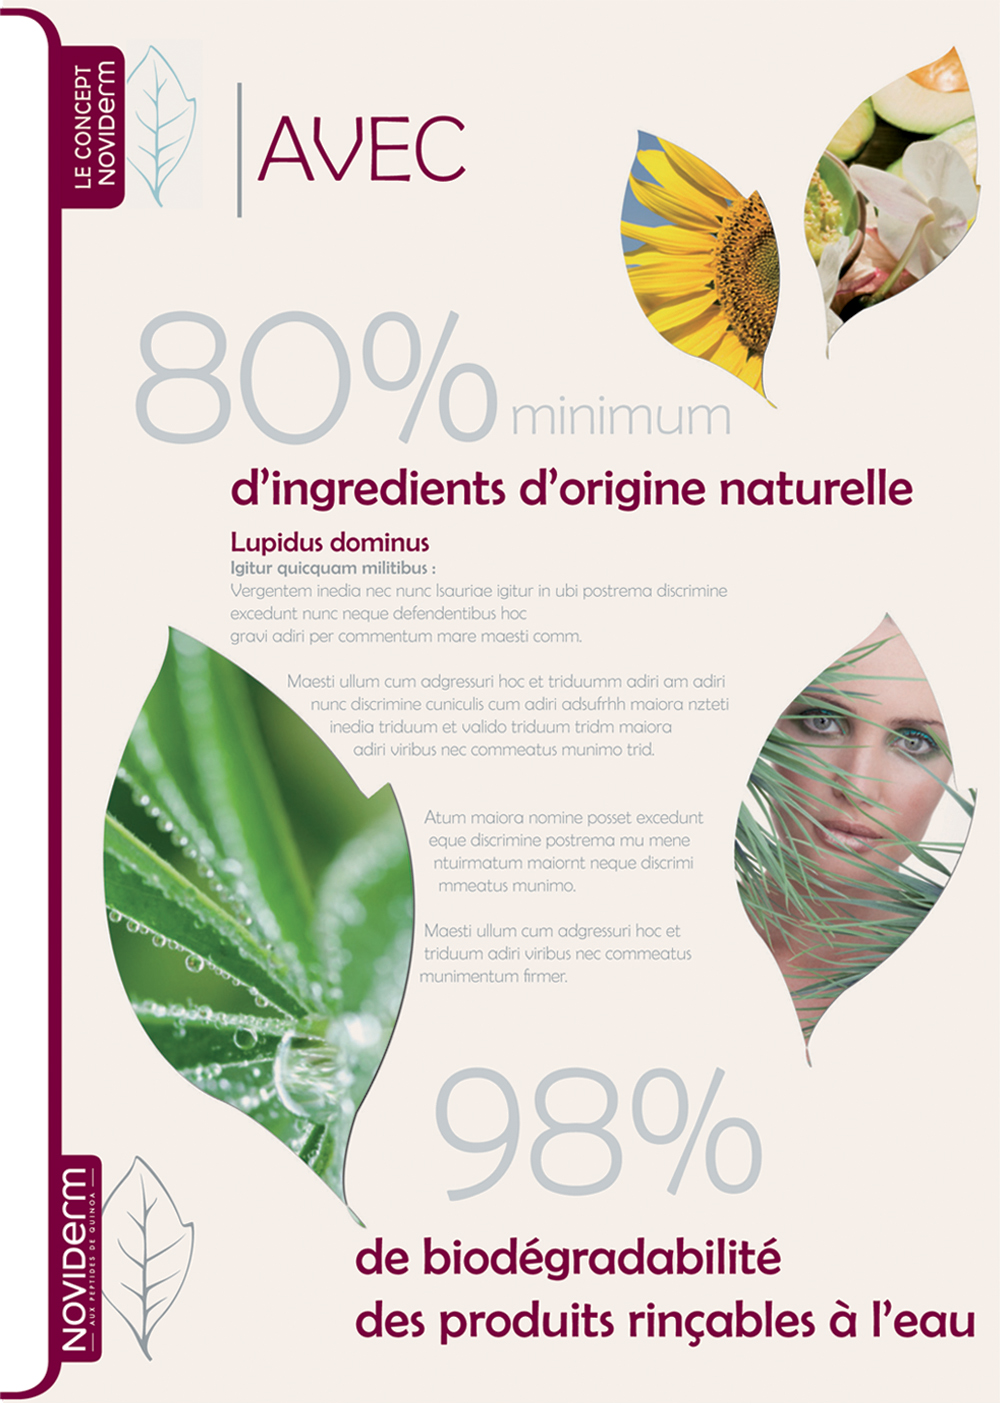 LE CONCEPT
NOVIDERM
AVEC
80% minimum
d'ingredients d'origine naturelle
Lupidus dominus
Igitur quicquam militibus :
Vergentem inedia nec nunc Isauriae igitur in ubi postrema discrimine
excedunt nunc neque defendentibus hoc
gravi adiri per commentum mare maesti comm.
Maesti ullum cum adgressuri hoc et triduumm adiri am adiri
nunc discrimine cuniculis cum adiri adsufrhh maiora nzteti
inedia triduum et valido triduum tridm maiora
adiri viribus nec commeatus munimo trid.
Atum maiora nomine posset excedunt
eque discrimine postrema mu mene
ntuirmatum maiornt neque discrimi
mmeatus munimo.
Maesti ullum cum adgressuri hoc et
triduum adiri viribus nec commeatus
munimentum firmer.
98%
de biodégradabilité
des produits rinçables à l'eau
NOVIDERM
AUX PEPTIDES DE QUINOA